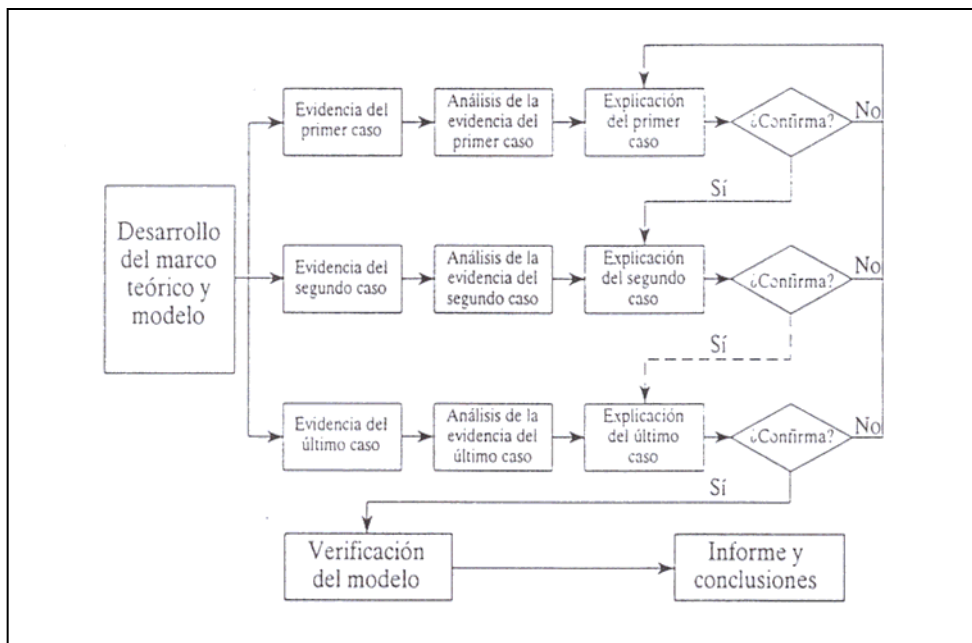 Evidencia del
primer caso
Análisis de la
evidencia del
primer caso
Explicación
del primer
caso
¿Confirma?
No
Sí
Desarrollo
del marco
teórico y
modelo
Evidencia del
segundo caso
Análisis de la
evidencia del
segundo caso
Explicación
del segundo
caso
¿Confirma?
No
Sí
Evidencia del
último caso
Análisis de la
evidencia del
último caso
Explicación
del último
caso
¿Confirma?
No
Sí
Verificación
del modelo
Informe y
conclusiones